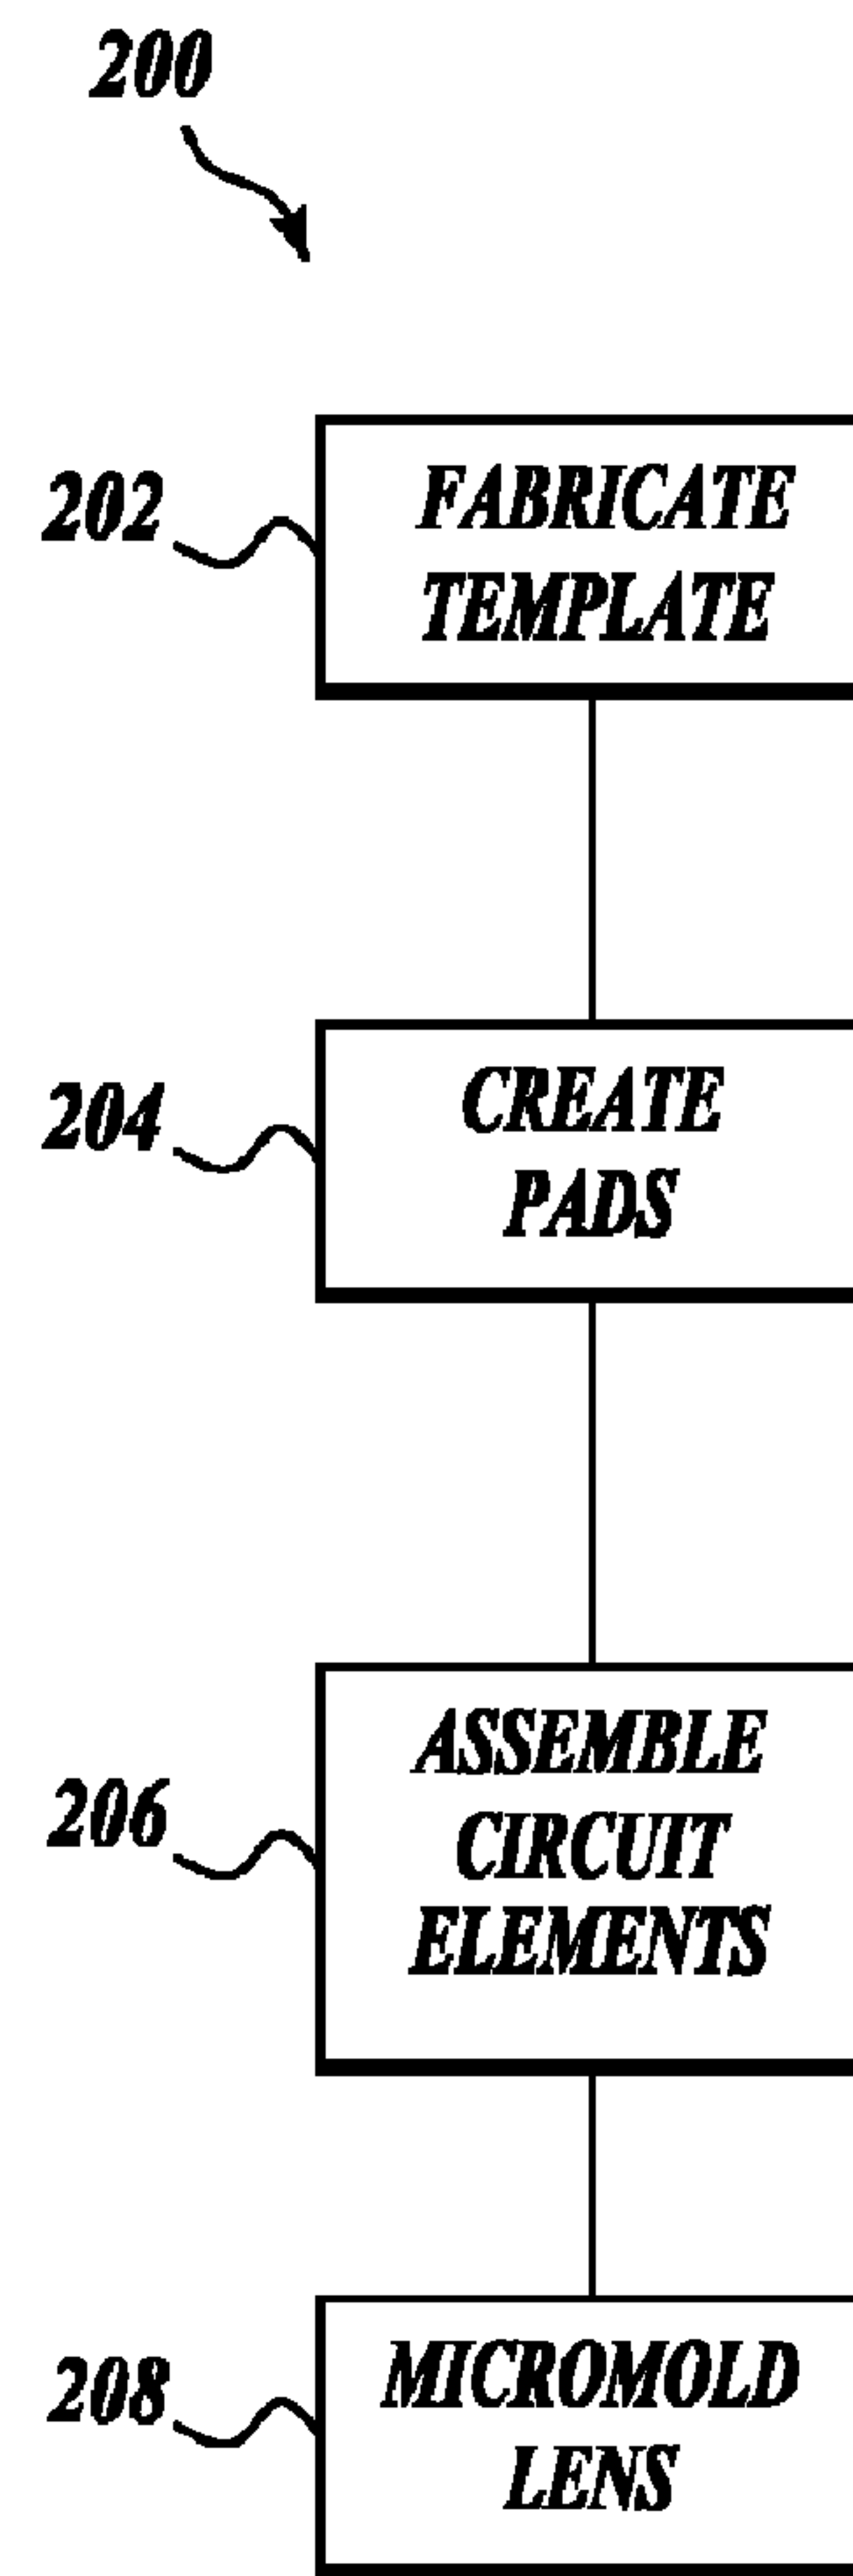 200
202
FABRICATE
TEMPLATE
204
CREATE
PADS
206
ASSEMBLE
CIRCUIT
ELEMENTS
208
MICROMOLD
LENS